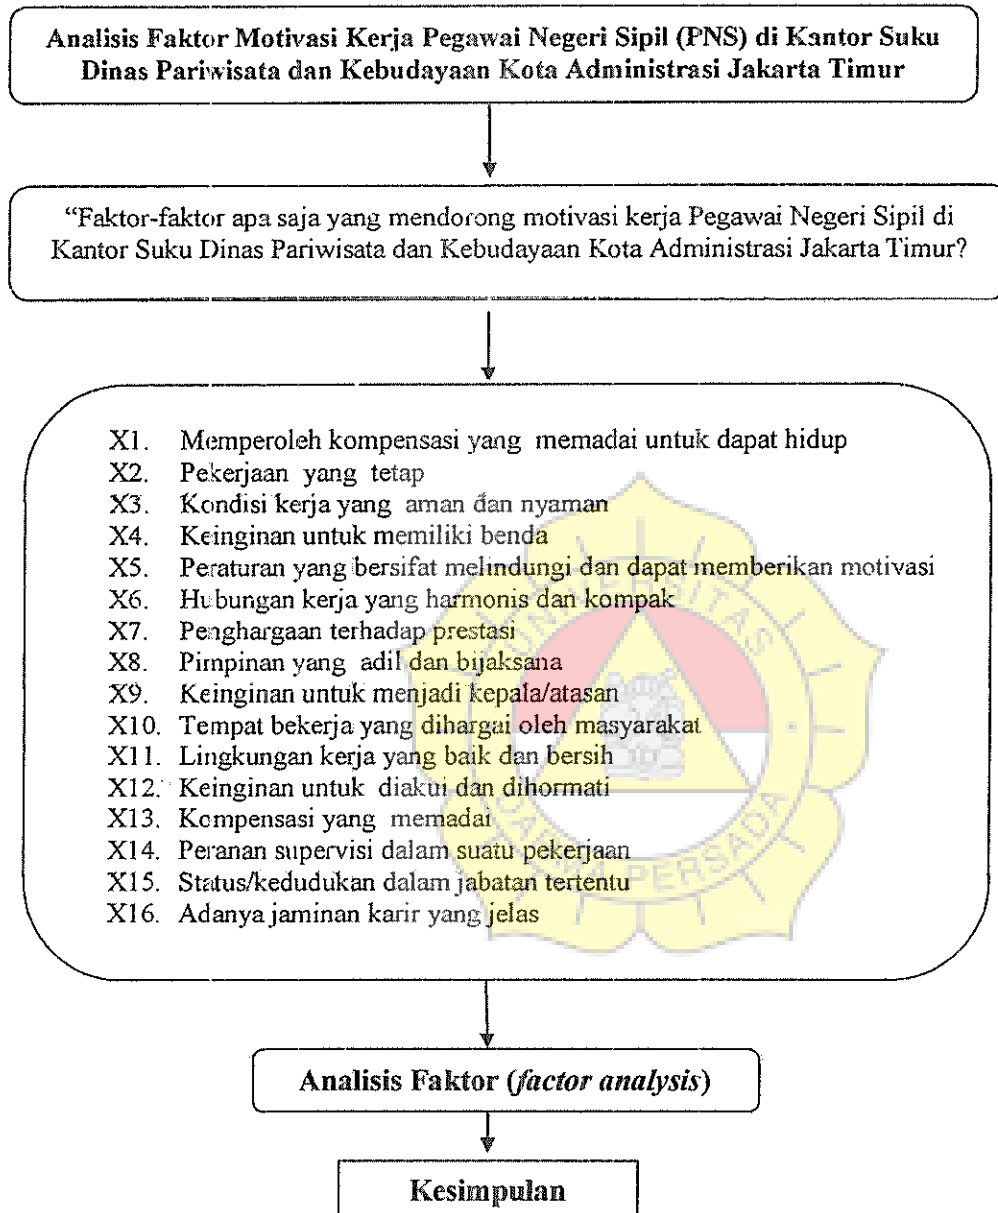 Analisis Faktor Motivasi Kerja Pegawai Negeri Sipil (PNS) di Kantor Suku
Dinas Pariwisata dan Kebudayaan Kota Administrasi Jakarta Timur
“Faktor-faktor apa saja yang mendorong motivasi kerja Pegawai Negeri Sipil di
Kantor Suku Dinas Pariwisata dan Kebudayaan Kota Administrasi Jakarta Timur?
X1. Memperoleh kompensasi yang memadai untuk dapat hidup
X2. Pekerjaan yang tetap
X3. Kondisi kerja yang aman dan nyaman
X4. Keinginan untuk memiliki benda
X5. Peraturan yang bersifat melindungi dan dapat memberikan motivasi
X6. Hubungan kerja yang harmonis dan kompak
X7. Penghargaan terhadap prestasi
X8. Pimpinan yang adil dan bijaksana
X9. Keinginan untuk menjadi kepala/atasan
X10. Tempat bekerja yang dihargai oleh masyarakat
X11. Lingkungan kerja yang baik dan bersih
X12. Keinginan untuk diakui dan dihormati
X13. Kompensasi yang memadai
X14. Peranan supervisi dalam suatu pekerjaan
X15. Status/kedudukan dalam jabatan tertentu
X16. Adanya jaminan karir yang jelas
UNIVERSITAS
DARMA PERSADA
Analisis Faktor (factor analysis)
Kesimpulan